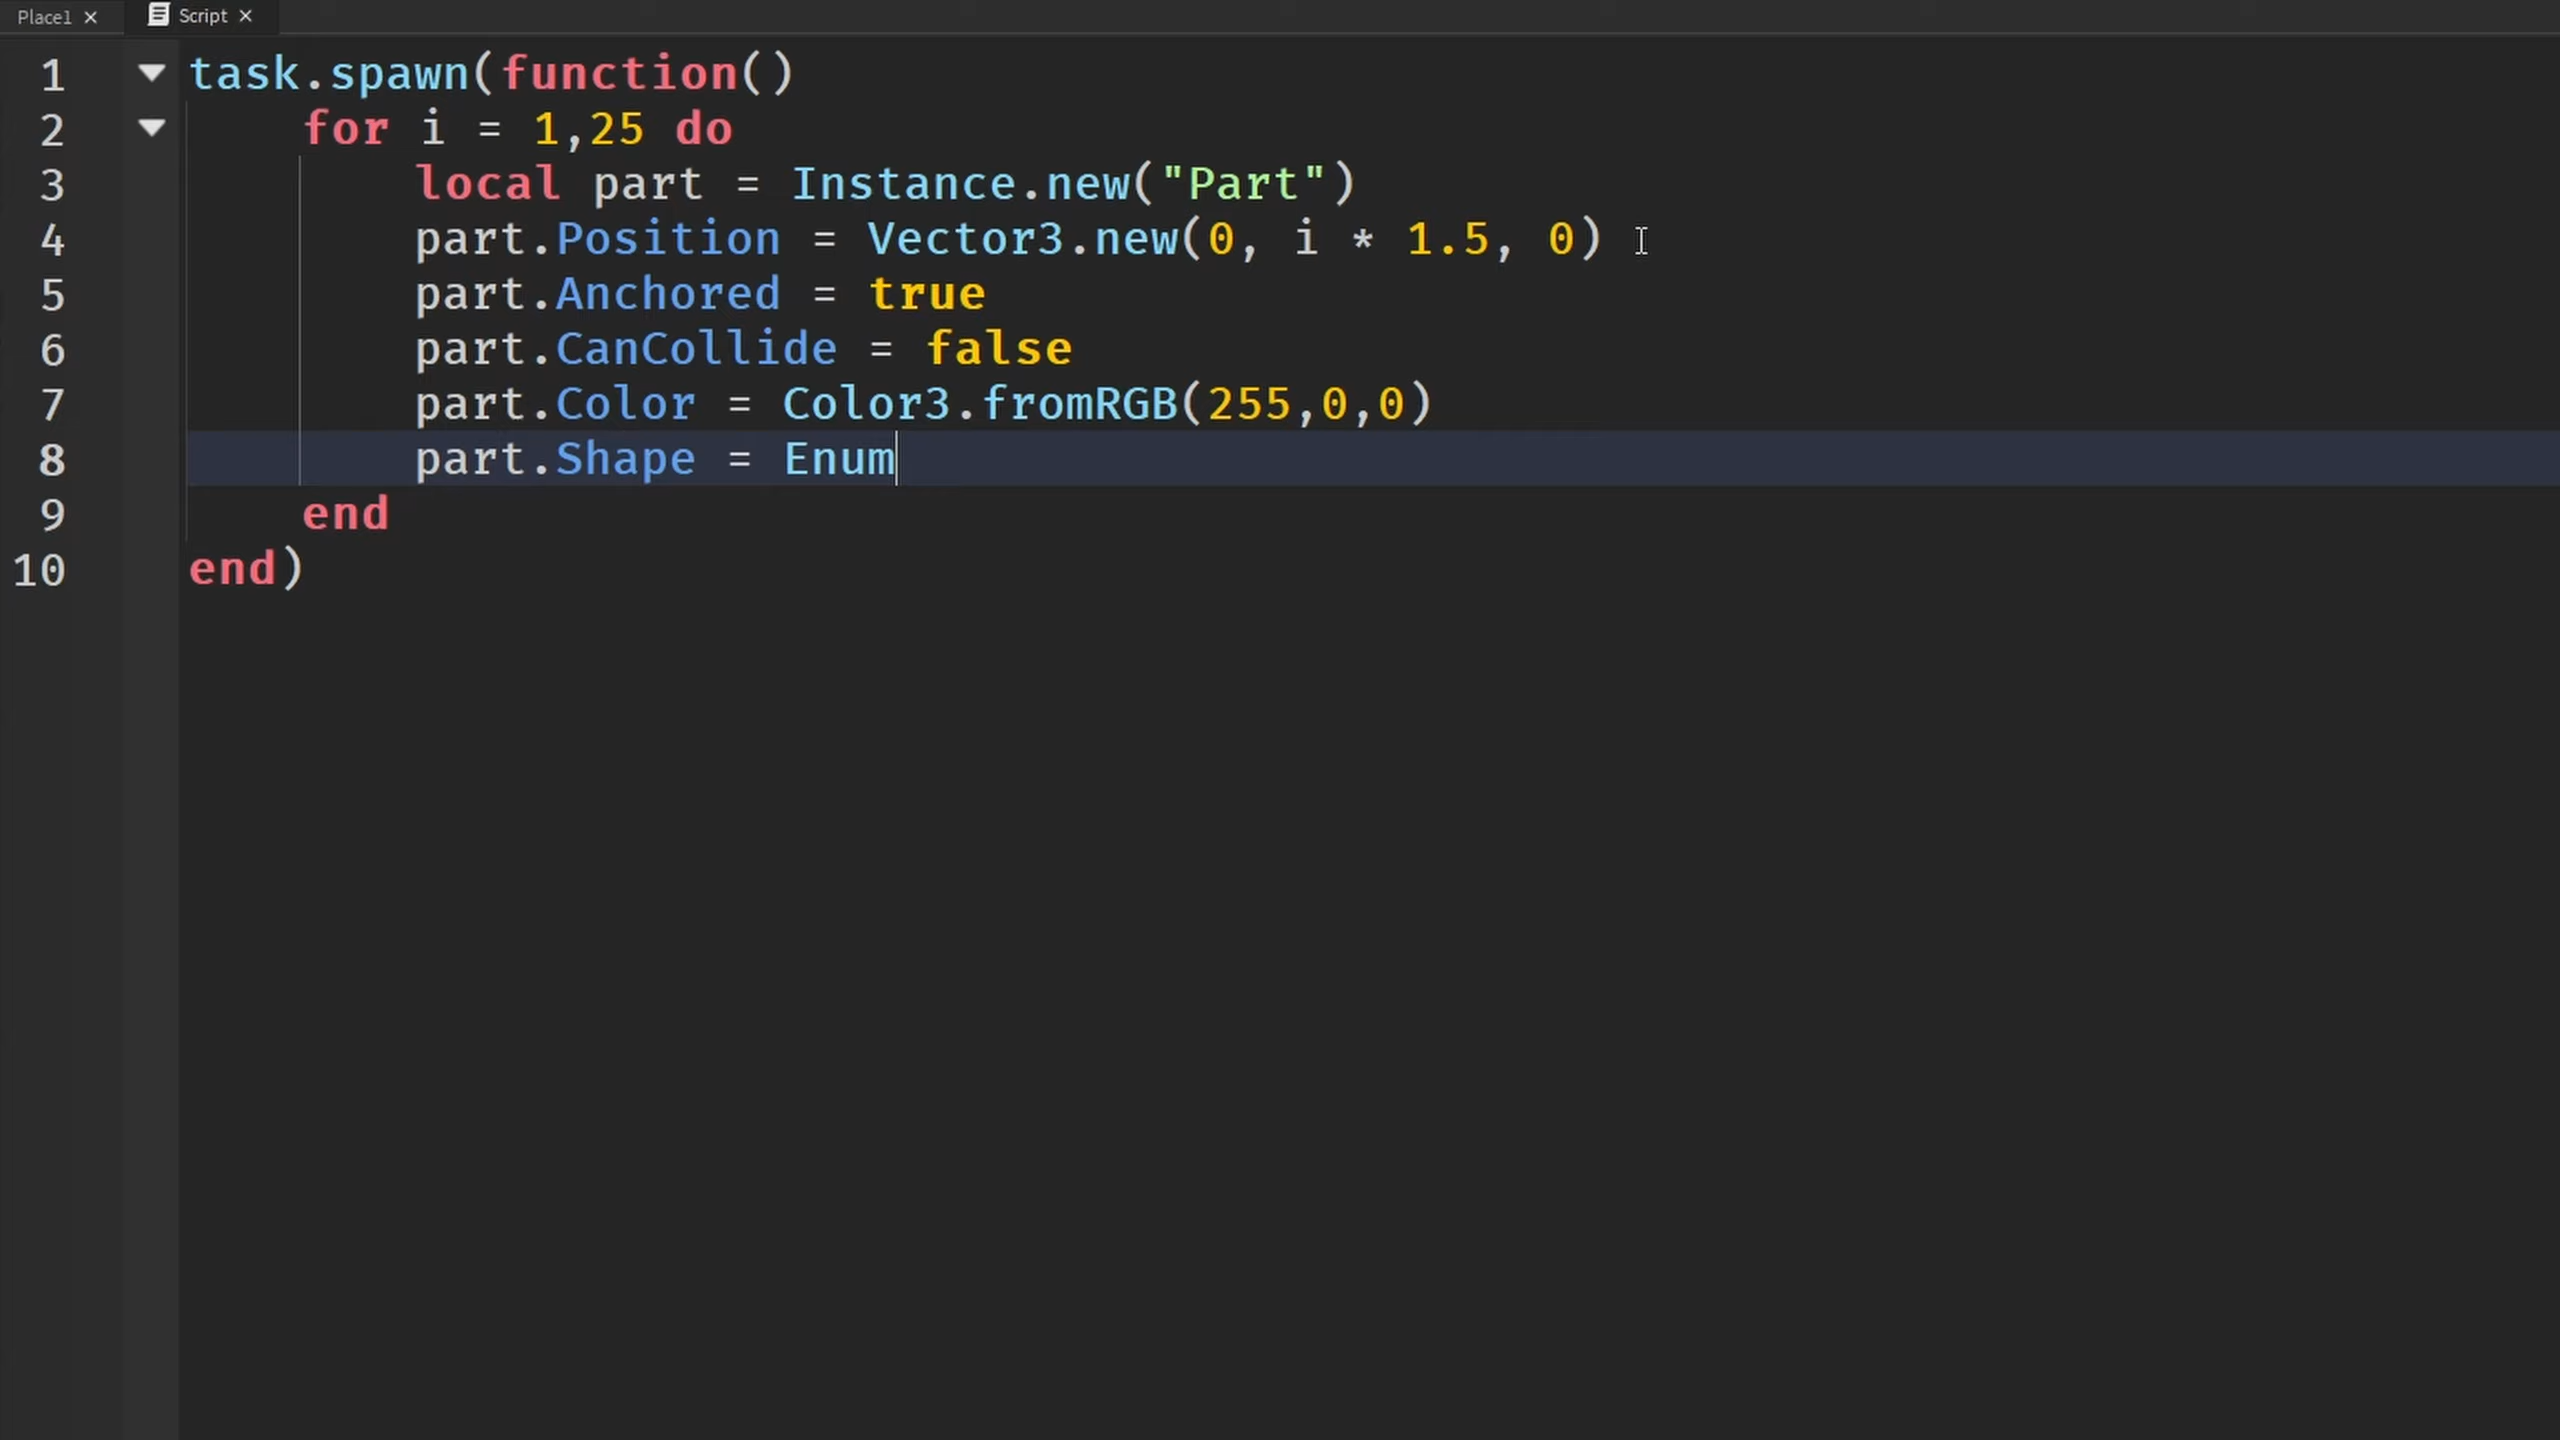 Place1 × Script ×
1 task.spawn(function()
2 for i = 1,25 do
3 local part = Instance.new("Part")
4 part.Position = Vector3.new(0, i * 1.5, 0)
5 part.Anchored = true
6 part.CanCollide = false
7 part.Color = Color3.fromRGB(255,0,0)
8 part.Shape = Enum
9 end
10 end)